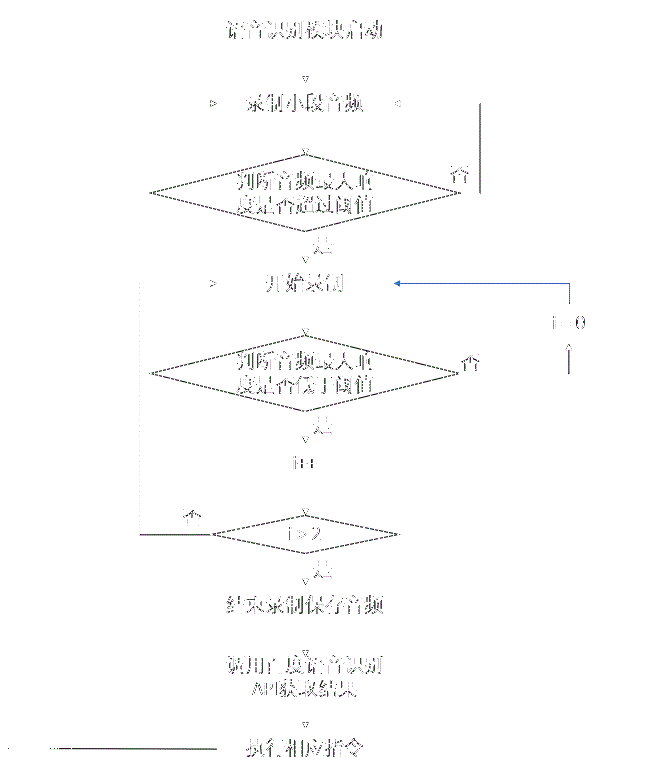 语音识别模块启动
录制小段音频
判断音频最大响
度是否超过阈值
否
是
开始录制
i=0
判断音频最大响
度是否低于阈值
否
是
i++
否
i>2
是
结束录制保存音频
调用百度语音识别
API获取结果
执行相应指令